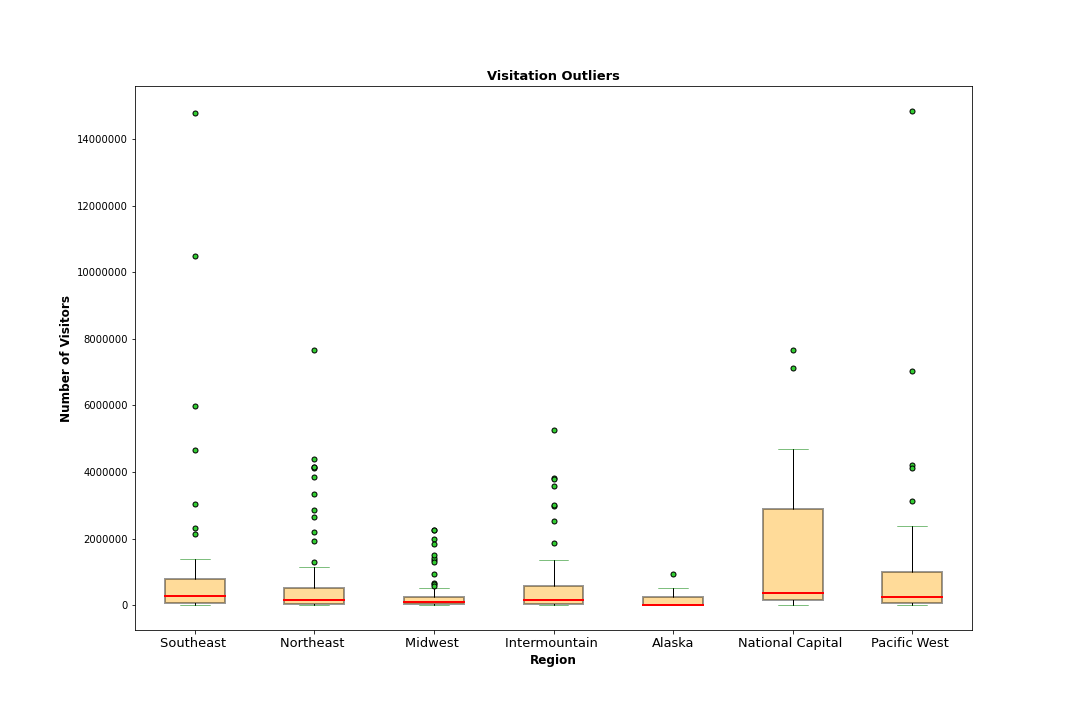 Visitation Outliers
14000000
12000000
10000000
8000000
6000000
4000000
2000000
0
Number of Visitors
Southeast
Northeast
Midwest
Intermountain
Alaska
National Capital
Pacific West
Region